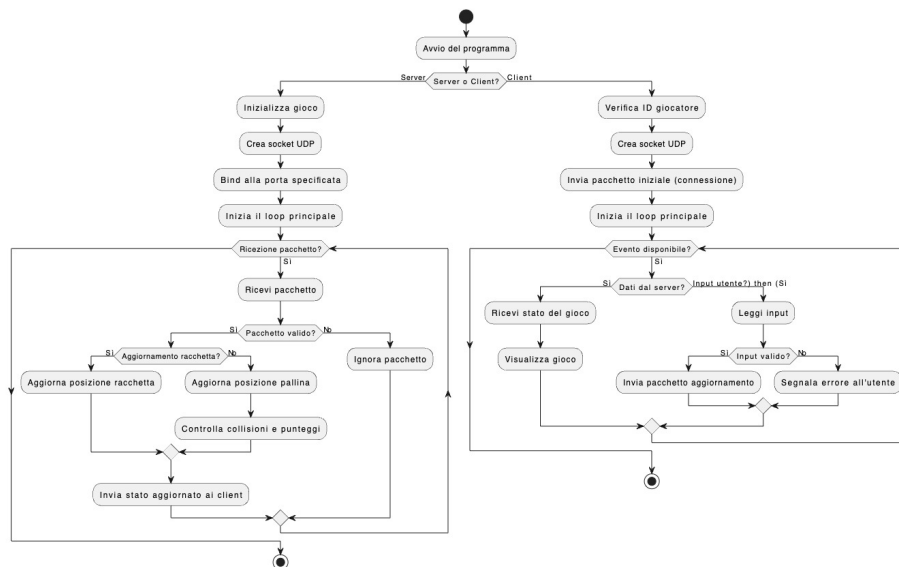 Avvio del programma
Server
Server o Client?
Client
Inizializza gioco
Crea socket UDP
Bind alla porta specificata
Inizia il loop principale
Ricezione pacchetto?
Sì
Ricevi pacchetto
Sì
Pacchetto valido?
No
Sì
Aggiornamento racchetta?
No
Ignora pacchetto
Aggiorna posizione racchetta
Aggiorna posizione pallina
Controlla collisioni e punteggi
Invia stato aggiornato ai client
Verifica ID giocatore
Crea socket UDP
Invia pacchetto iniziale (connessione)
Inizia il loop principale
Evento disponibile?
Sì
Sì
Dati dal server?
Input utente?) then (Sì
Ricevi stato del gioco
Visualizza gioco
Leggi input
Sì
Input valido?
No
Invia pacchetto aggiornamento
Segnala errore all'utente